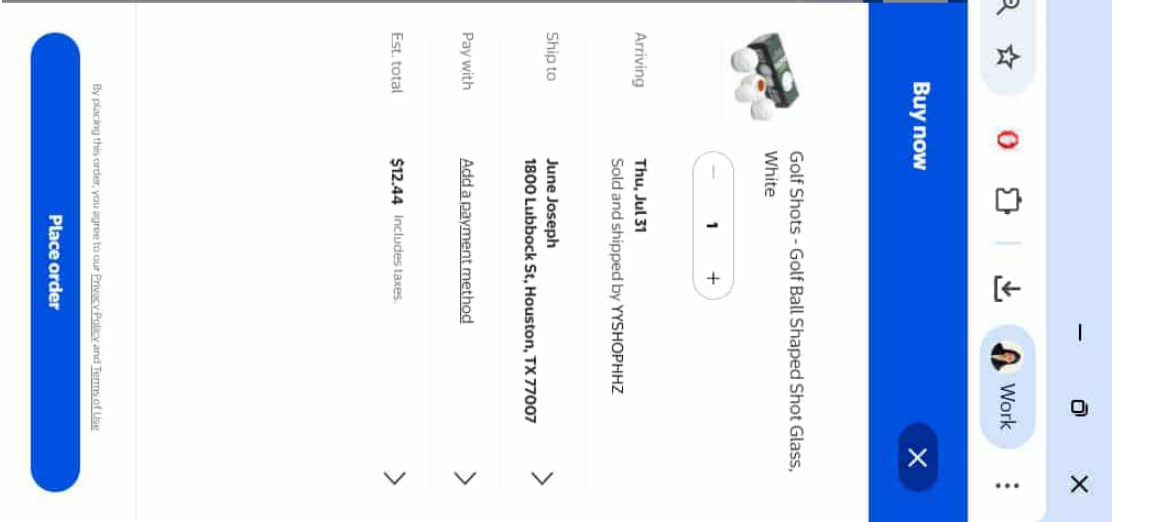 Work
Buy now
Golf Shots - Golf Ball Shaped Shot Glass,
White
1
Arriving
Thu, Jul 31
Sold and shipped by YYSHOPHHZ
Ship to
June Joseph
1800 Lubbock St, Houston, TX 77007
Pay with
Add a payment method
Est. total
$12.44 Includes taxes.
By placing this order, you agree to our Privacy Policy and Terms of Use
Place order